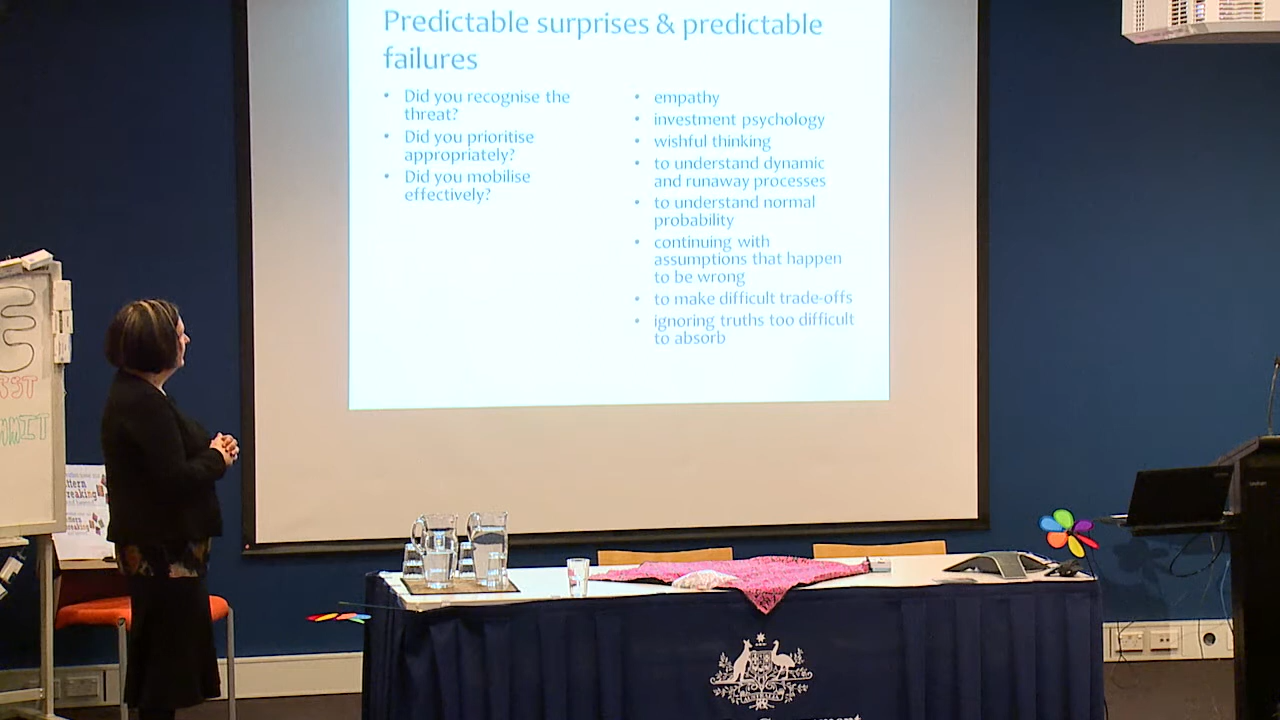 Predictable surprises & predictable
failures
• Did you recognise the
threat?
• Did you prioritise
appropriately?
• Did you mobilise
effectively?
• empathy
• investment psychology
• wishful thinking
• to understand dynamic
and runaway processes
• to understand normal
probability
• continuing with
assumptions that happen
to be wrong
• to make difficult trade-offs
• ignoring truths too difficult
to absorb
AUSTRALIA